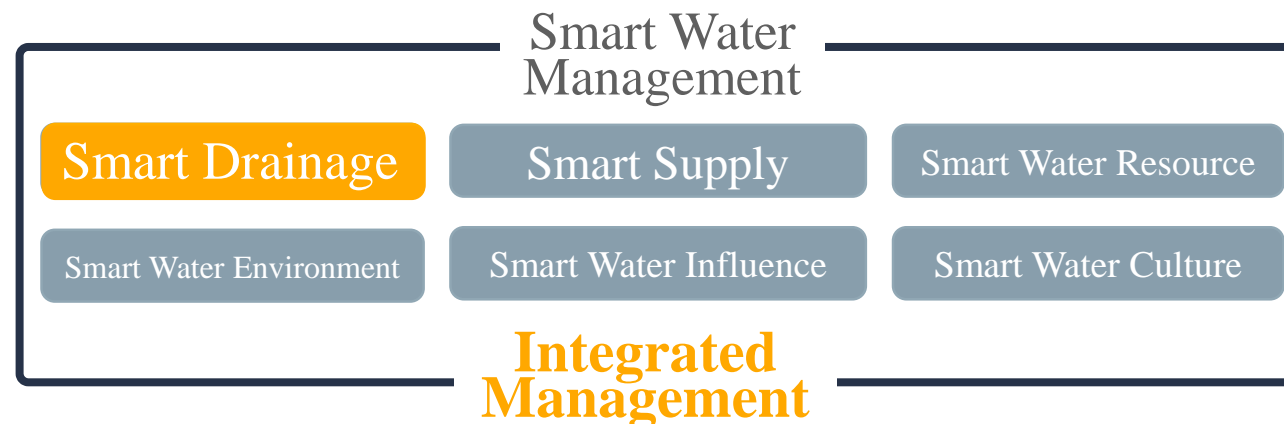 Smart Water
Management
Smart Drainage
Smart Supply
Smart Water Resource
Smart Water Environment
Smart Water Influence
Smart Water Culture
Integrated
Management